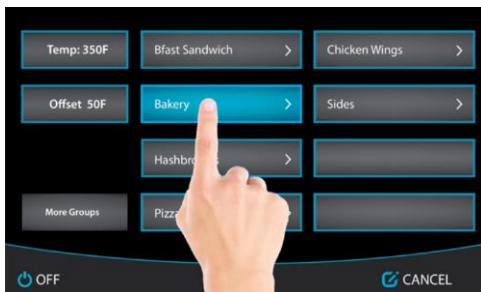 Temp: 350F
Bfast Sandwich
Chicken Wings
Offset 50F
Bakery
Sides
More Groups
OFF
CANCEL